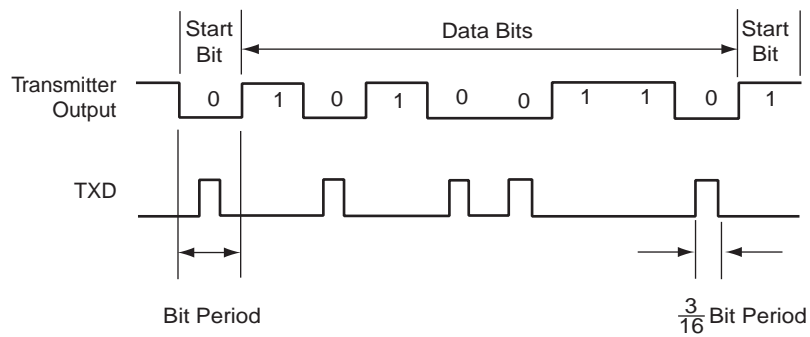 Start Bit
Data Bits
Start Bit
Transmitter Output
0 1 0 1 0 0 1 1 0 1
TXD
Bit Period
3/16 Bit Period